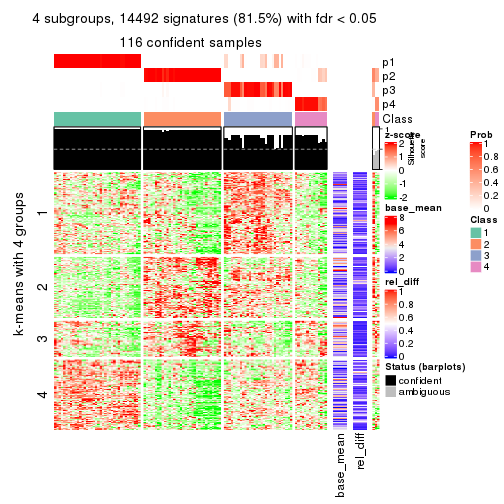 4 subgroups, 14492 signatures (81.5%) with fdr < 0.05
116 confident samples
p1
p2
p3
p4
Class
1
Silhouette
score
k-means with 4 groups
1
2
3
4
base_mean
rel_diff
z-score
2
1
0
-1
-2
base_mean
8
6
4
2
0
rel_diff
1
0.8
0.6
0.4
0.2
0
Status (barplots)
confident
ambiguous
Prob
1
0.8
0.6
0.4
0.2
0
Class
1
2
3
4